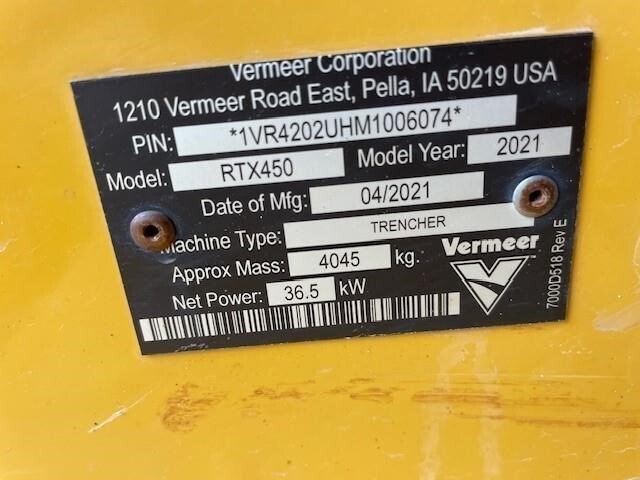 Vermeer Corporation
1210 Vermeer Road East, Pella, IA 50219 USA
PIN: *1VR4202UHM1006074*
Model: RTX450 Model Year: 2021
Date of Mfg: 04/2021
Machine Type: TRENCHER
Approx Mass: 4045 kg.
Net Power: 36.5 kW
Vermeer
7000D518 Rev E